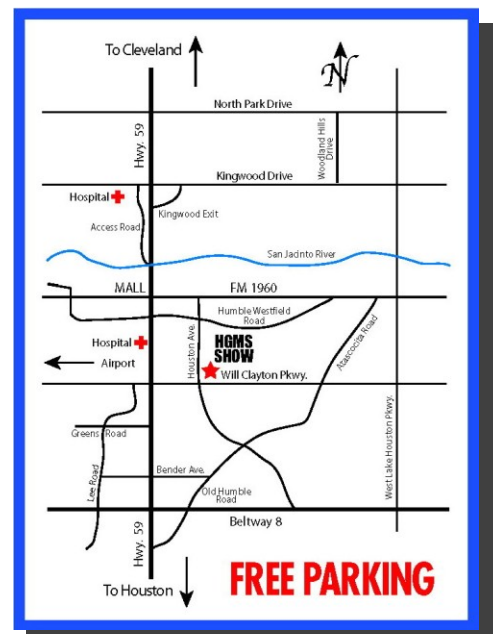 To Cleveland
N
North Park Drive
Hwy. 59
Woodland Hills
Drive
Kingwood Drive
Hospital
Kingwood Exit
Access Road
San Jacinto River
MALL
FM 1960
Humble Westfield
Road
Hospital
HGMS
SHOW
Houston Ave.
Atascocita Road
Airport
Will Clayton Pkwy.
Greens Road
West Lake Houston Pkwy.
Lee Road
Bender Ave.
Old Humble
Road
Beltway 8
Hwy. 59
To Houston
FREE PARKING